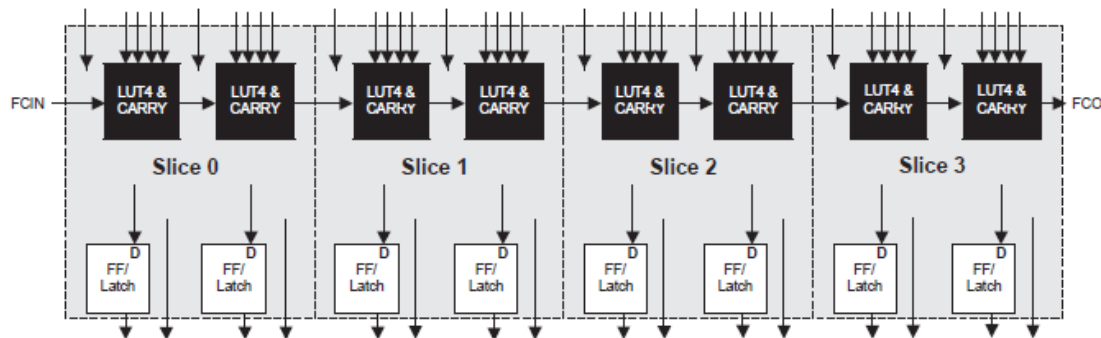 LUT4 & CARRY
LUT4 & CARRY
LUT4 & CARRY
LUT4 & CARRY
LUT4 & CARRY
LUT4 & CARRY
LUT4 & CARRY
LUT4 & CARRY
FCIN
FCO
Slice 0
Slice 1
Slice 2
Slice 3
D
FF/
Latch
D
FF/
Latch
D
FF/
Latch
D
FF/
Latch
D
FF/
Latch
D
FF/
Latch
D
FF/
Latch
D
FF/
Latch